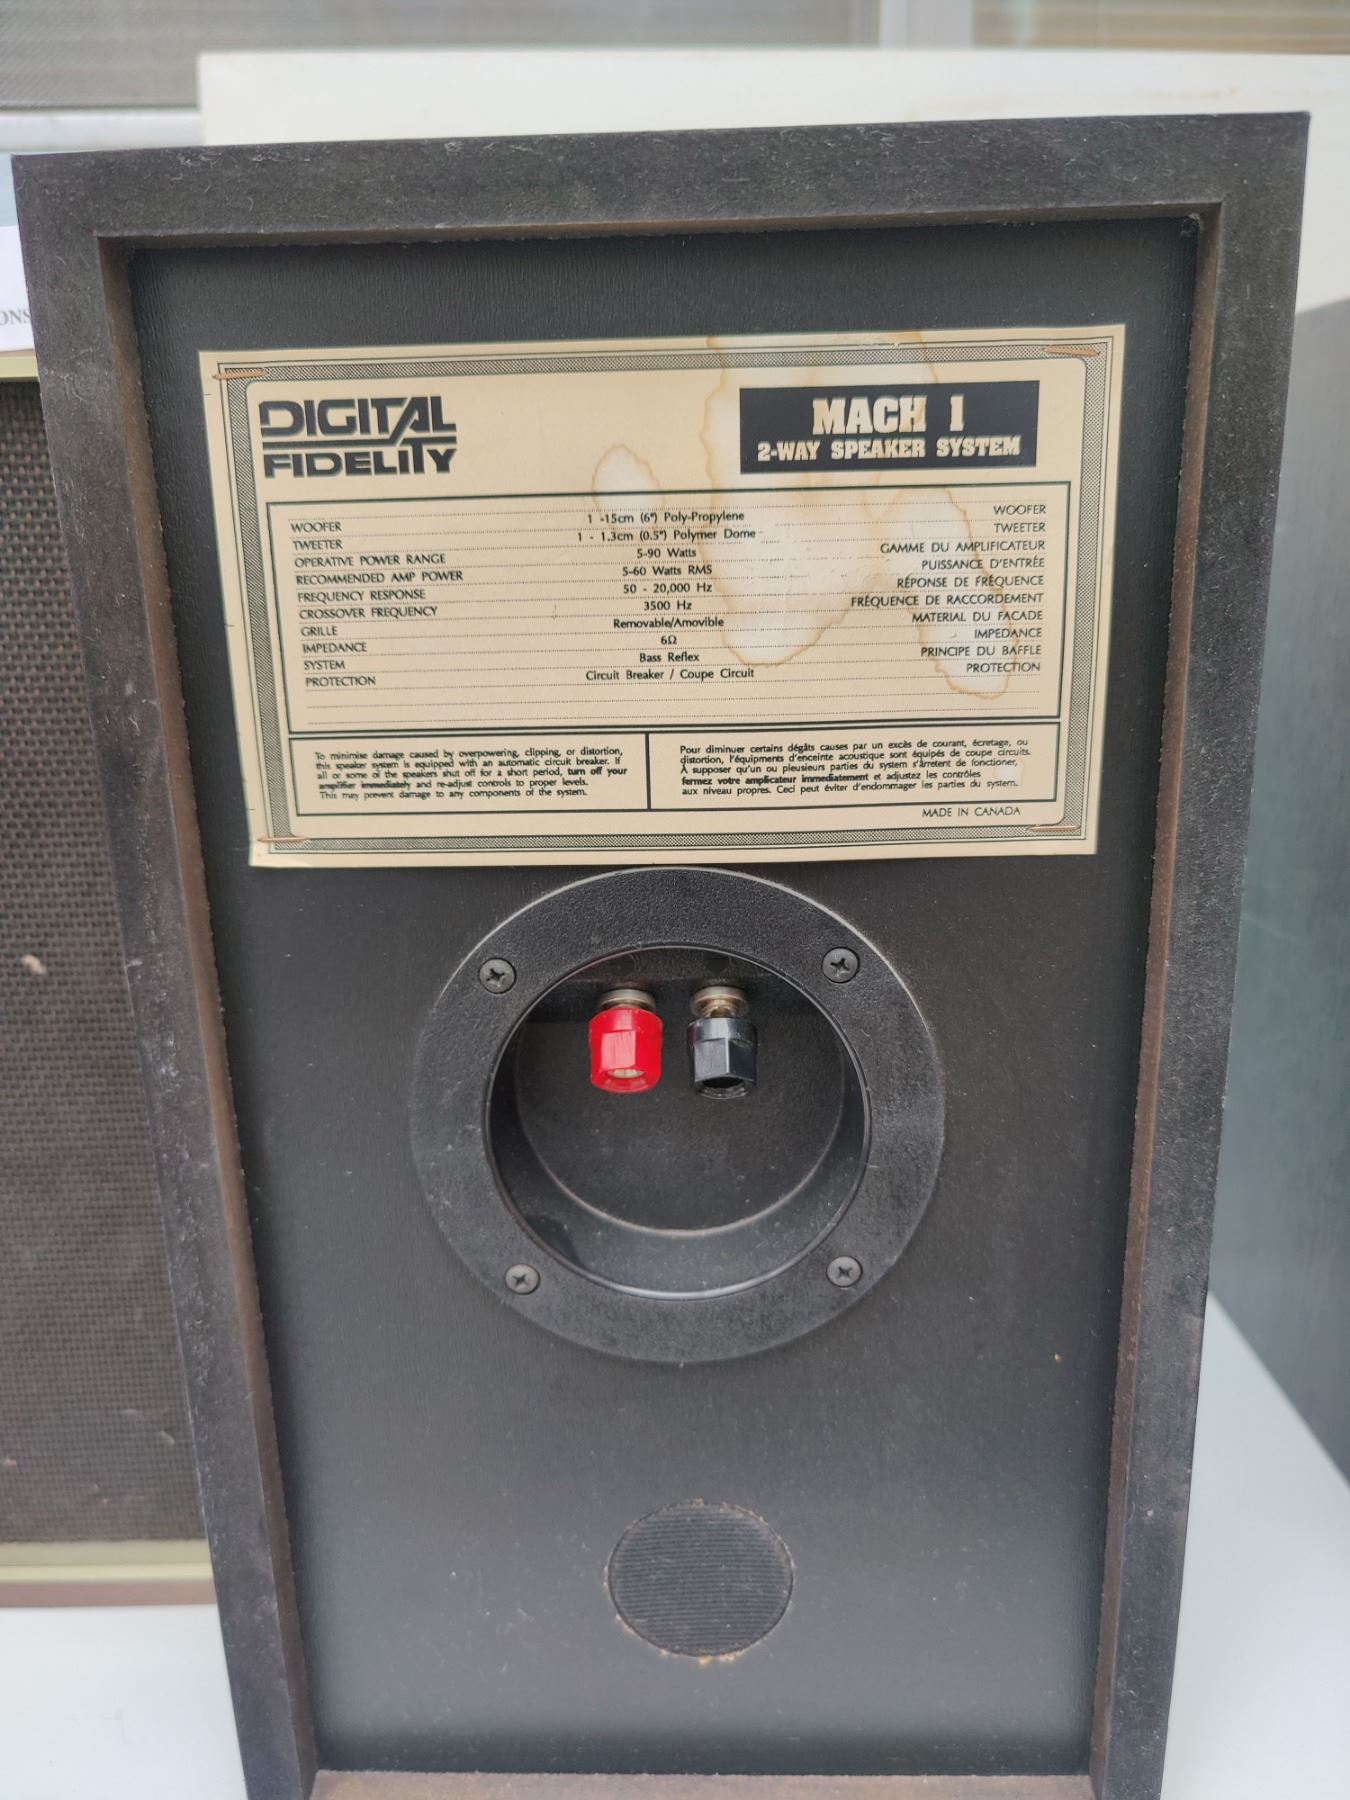 ONS
DIGITAL
FIDELITY
MACH 1
2-WAY SPEAKER SYSTEM
WOOFER 1 -15cm (6") Poly-Propylene WOOFER
TWEETER 1 - 1.3cm (0.5") Polymer Dome TWEETER
OPERATIVE POWER RANGE 5-90 Watts GAMME DU AMPLIFICATEUR
RECOMMENDED AMP POWER 5-60 Watts RMS PUISSANCE D'ENTRÉE
FREQUENCY RESPONSE 50 - 20,000 Hz RÉPONSE DE FRÉQUENCE
CROSSOVER FREQUENCY 3500 Hz FRÉQUENCE DE RACCORDEMENT
GRILLE Removable/Amovible MATERIAL DU FACADE
IMPEDANCE 6Ω IMPEDANCE
SYSTEM Bass Reflex PRINCIPE DU BAFFLE
PROTECTION Circuit Breaker / Coupe Circuit PROTECTION
To minimise damage caused by overpowering, clipping, or distortion,
this speaker system is equipped with an automatic circuit breaker. If
all or some of the speakers shut off for a short period, turn off your
amplifier immediately and re-adjust controls to proper levels.
This may prevent damage to any components of the system.
Pour diminuer certains dégâts causes par un excès de courant, écretage, ou
distortion, l'équipments d'enceinte acoustique sont équipés de coupe circuits.
À supposer qu'un ou pleusieurs parties du system s'ârretent de fonctioner,
fermez votre amplicateur immediatement et adjustez les contrôles
aux niveau propres. Ceci peut éviter d'endommager les parties du system.
MADE IN CANADA